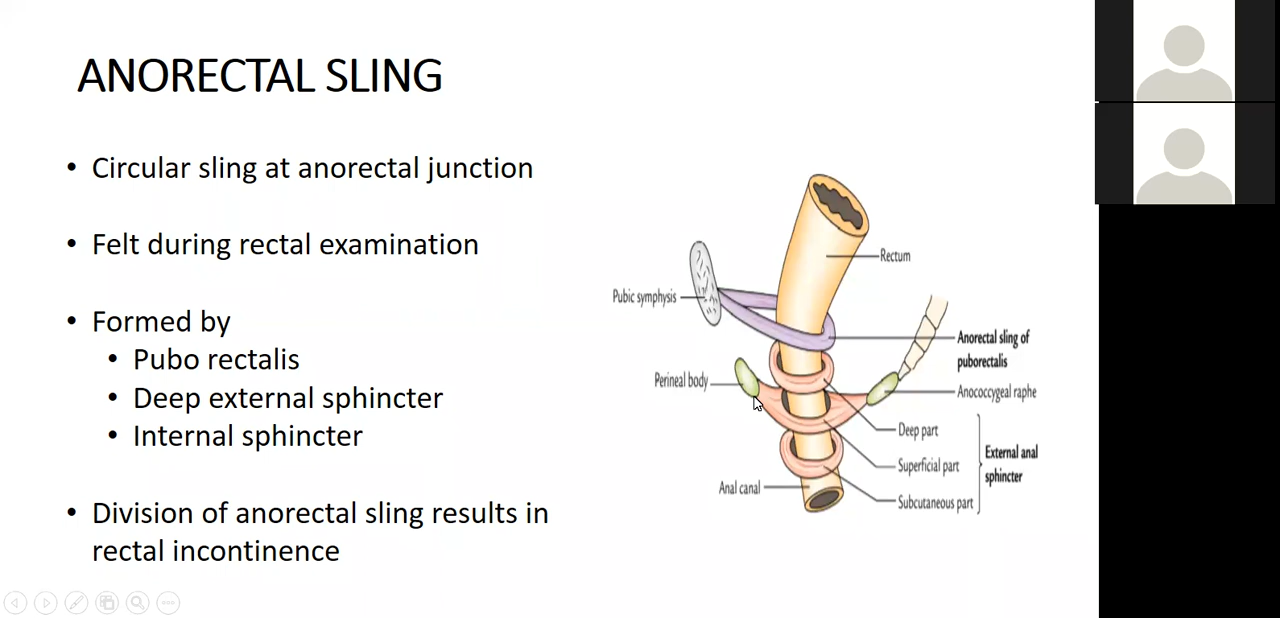 ANORECTAL SLING
• Circular sling at anorectal junction
• Felt during rectal examination
• Formed by
• Pubo rectalis
• Deep external sphincter
• Internal sphincter
• Division of anorectal sling results in
rectal incontinence
Rectum
Pubic symphysis
Anorectal sling of
puborectalis
Perineal body
Anococcygeal raphe
Deep part
Superficial part
External anal
sphincter
Anal canal
Subcutaneous part